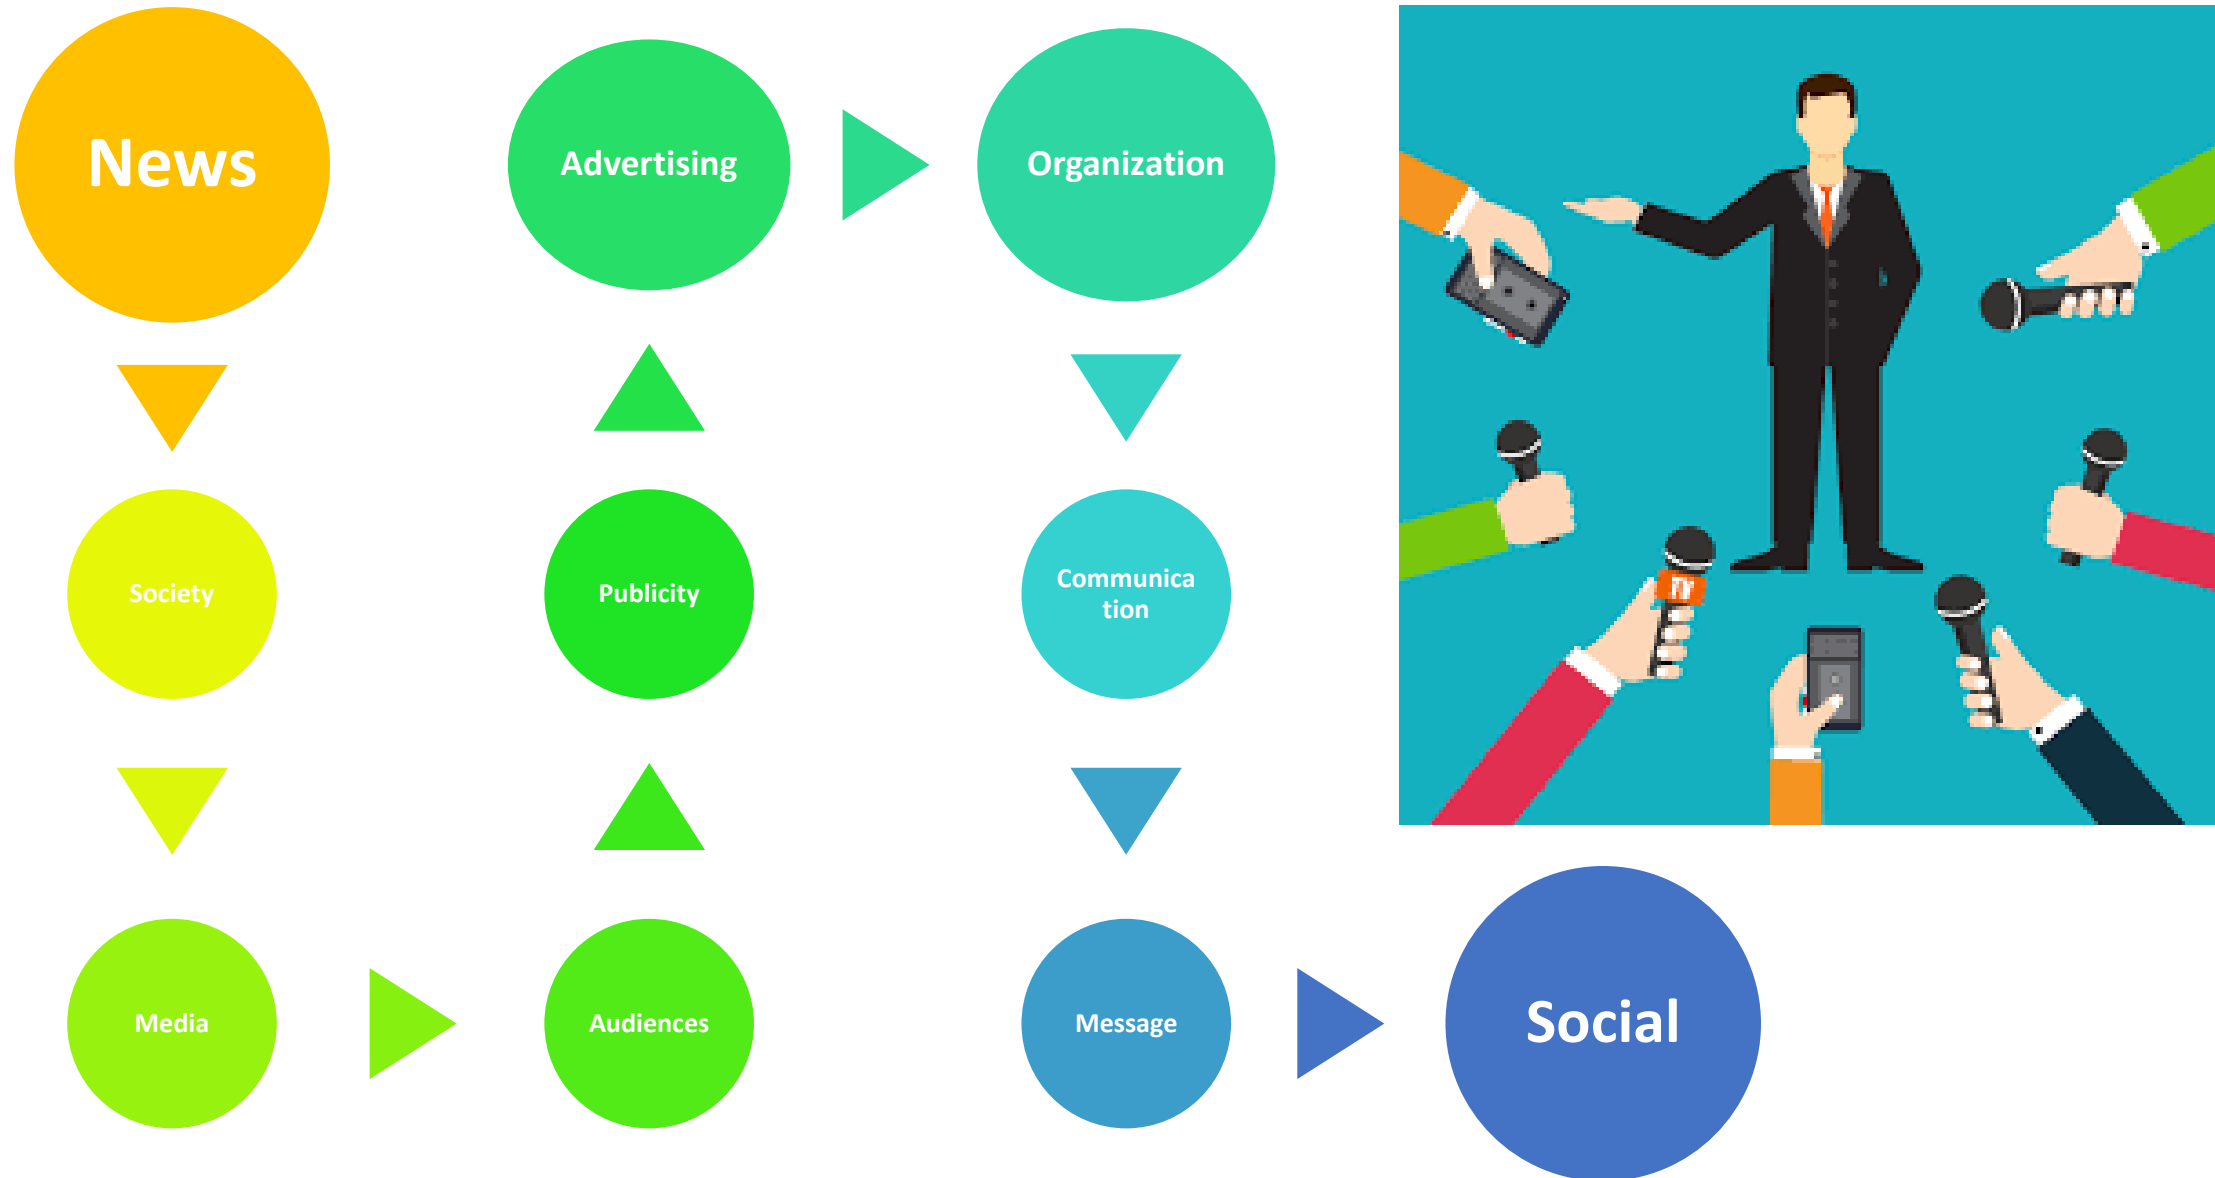 News
Society
Media
Audiences
Publicity
Advertising
Organization
Communica
tion
Message
Social
TV